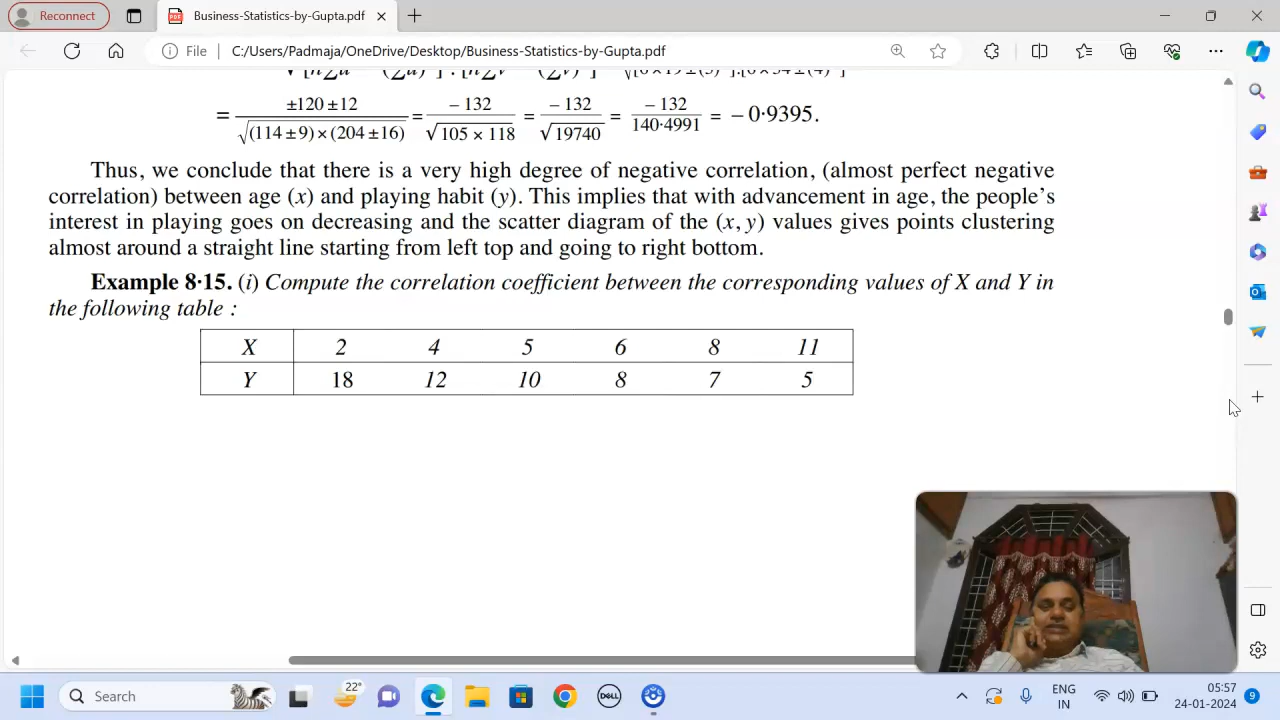 Reconnect
Business-Statistics-by-Gupta.pdf
File
C:/Users/Padmaja/OneDrive/Desktop/Business-Statistics-by-Gupta.pdf
= ±120 ±12 / √(114 ±9) × (204 ±16) = – 132 / √105 × 118 = – 132 / √19740 = – 132 / 140·4991 = – 0·9395.
Thus, we conclude that there is a very high degree of negative correlation, (almost perfect negative
correlation) between age (x) and playing habit (y). This implies that with advancement in age, the people’s
interest in playing goes on decreasing and the scatter diagram of the (x, y) values gives points clustering
almost around a straight line starting from left top and going to right bottom.
Example 8·15. (i) Compute the correlation coefficient between the corresponding values of X and Y in
the following table :
X 2 4 5 6 8 11
Y 18 12 10 8 7 5
Search
22°
DELL
ENG
IN
05:57
24-01-2024
9